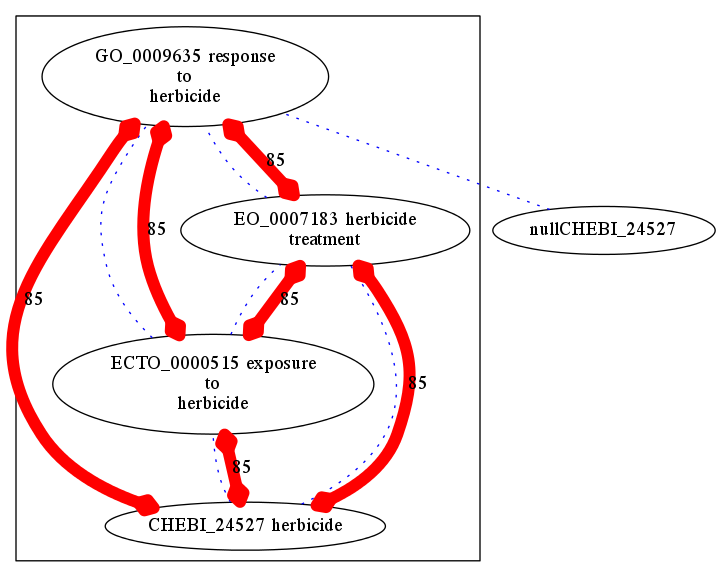 GO_0009635 response
to
herbicide
85
EO_0007183 herbicide
treatment
nullCHEBI_24527
85
85
85
ECTO_0000515 exposure
to
herbicide
85
85
CHEBI_24527 herbicide